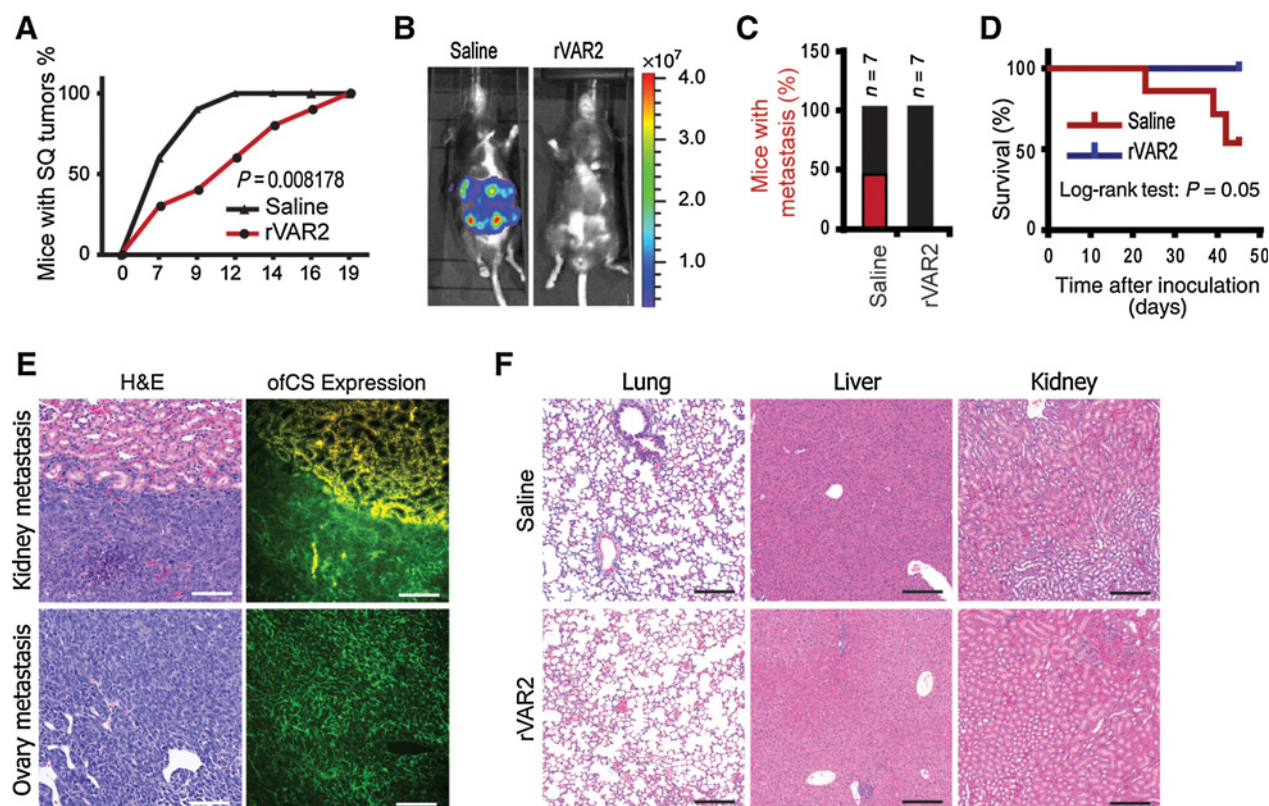 A
Mice with SQ tumors %
100
50
0
P = 0.008178
Saline
rVAR2
0 7 9 12 14 16 19
B
Saline rVAR2
×10⁷
4.0
3.0
2.0
1.0
C
Mice with
metastasis (%)
150
100
50
0
n = 7 n = 7
Saline rVAR2
D
Survival (%)
100
50
0
Saline
rVAR2
Log-rank test: P = 0.05
0 10 20 30 40 50
Time after inoculation
(days)
E
H&E ofCS Expression
Kidney metastasis
Ovary metastasis
F
Lung Liver Kidney
Saline
rVAR2